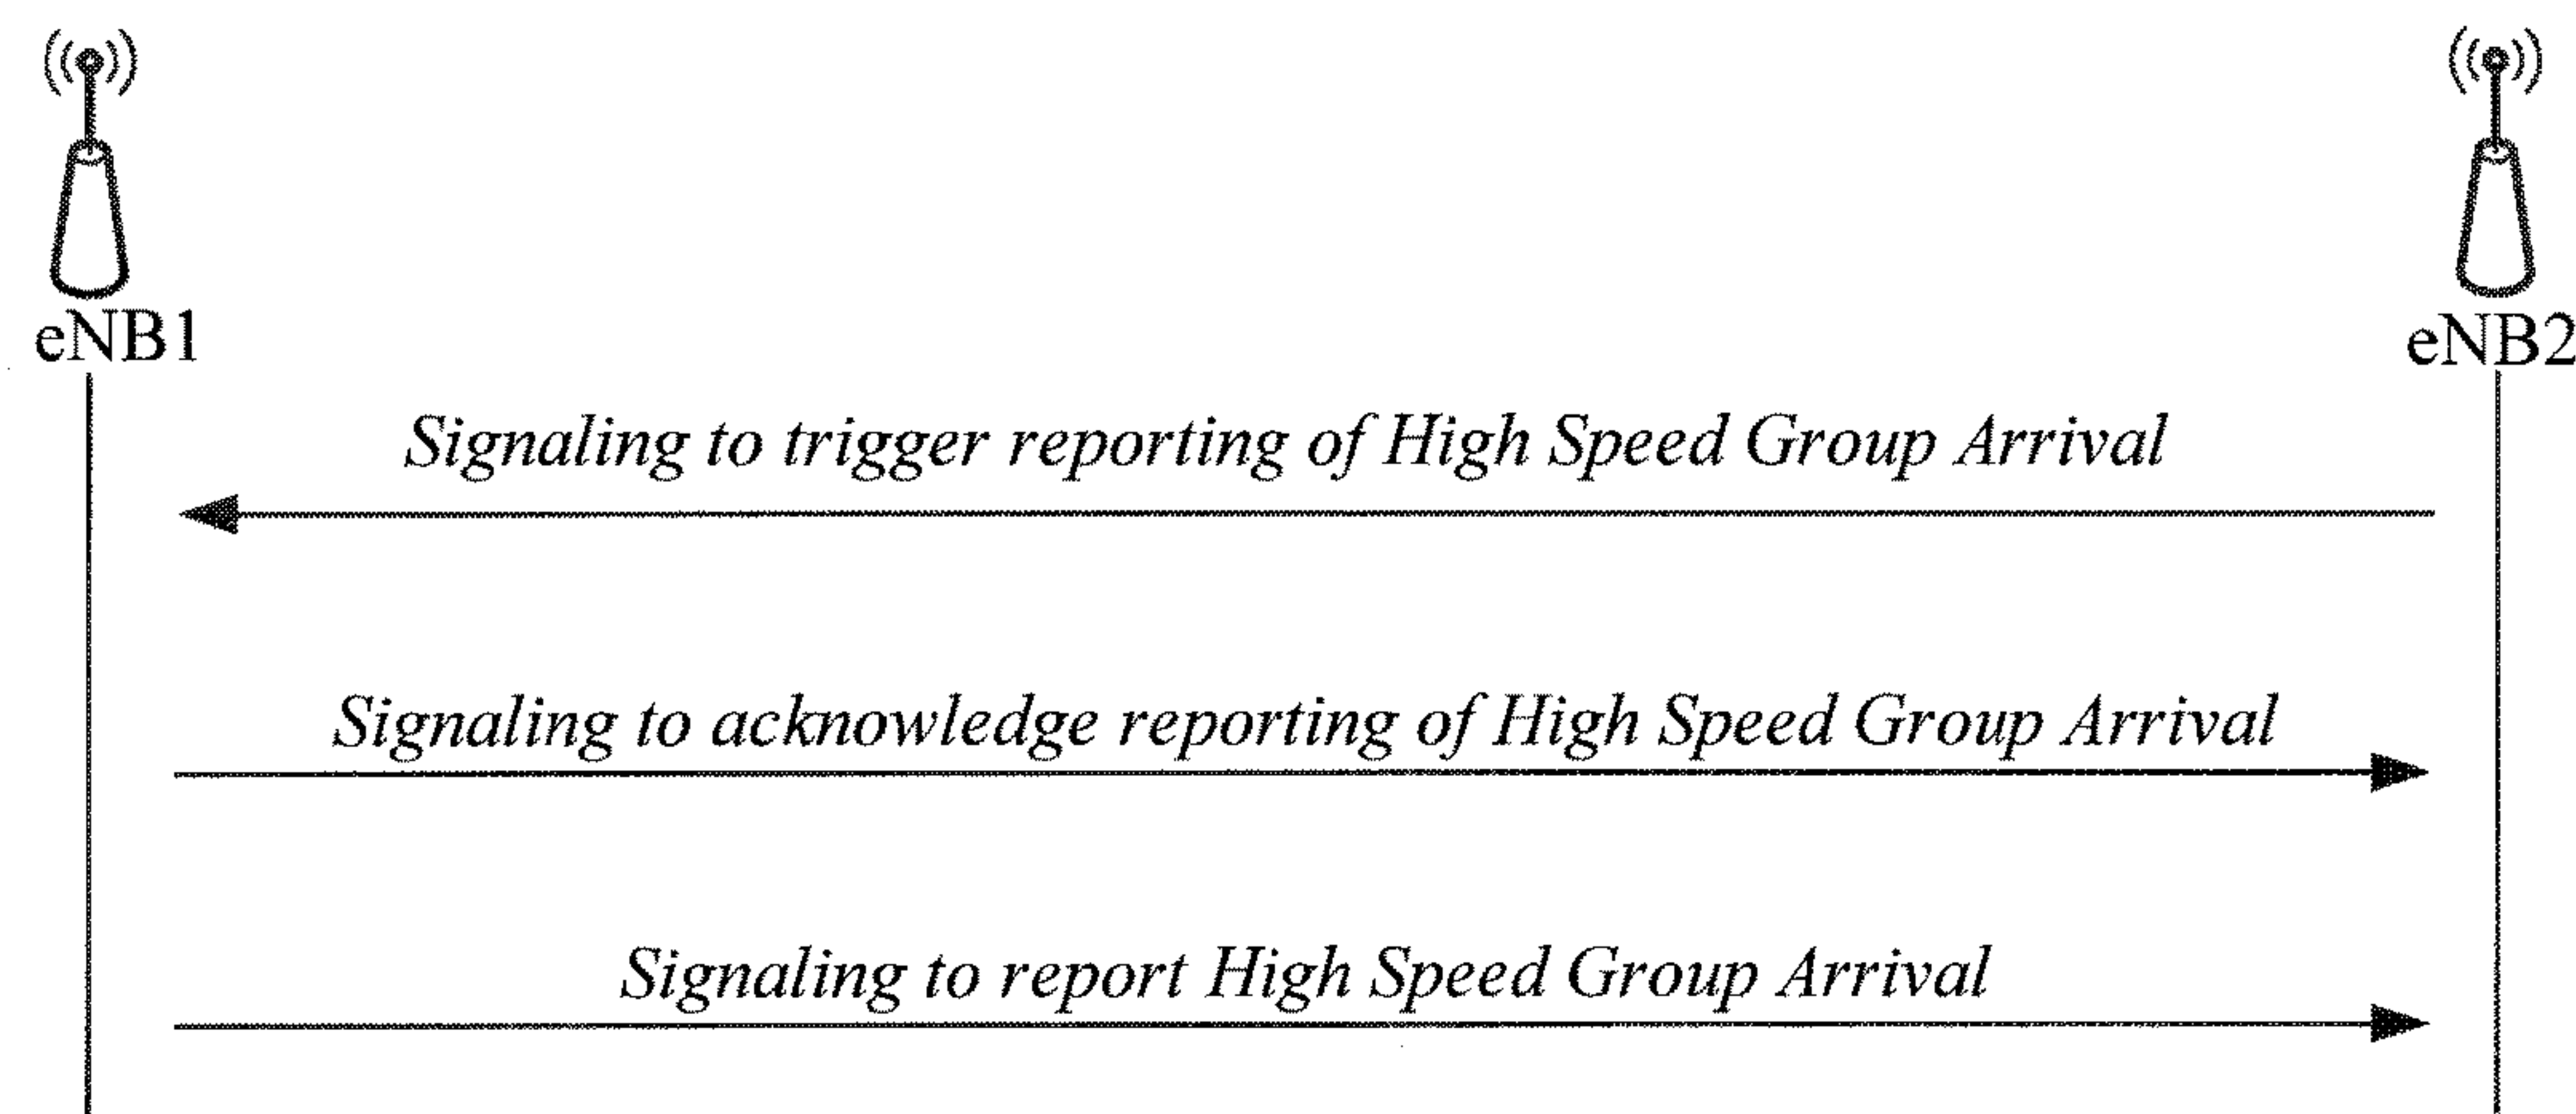 eNB1
eNB2
Signaling to trigger reporting of High Speed Group Arrival
Signaling to acknowledge reporting of High Speed Group Arrival
Signaling to report High Speed Group Arrival